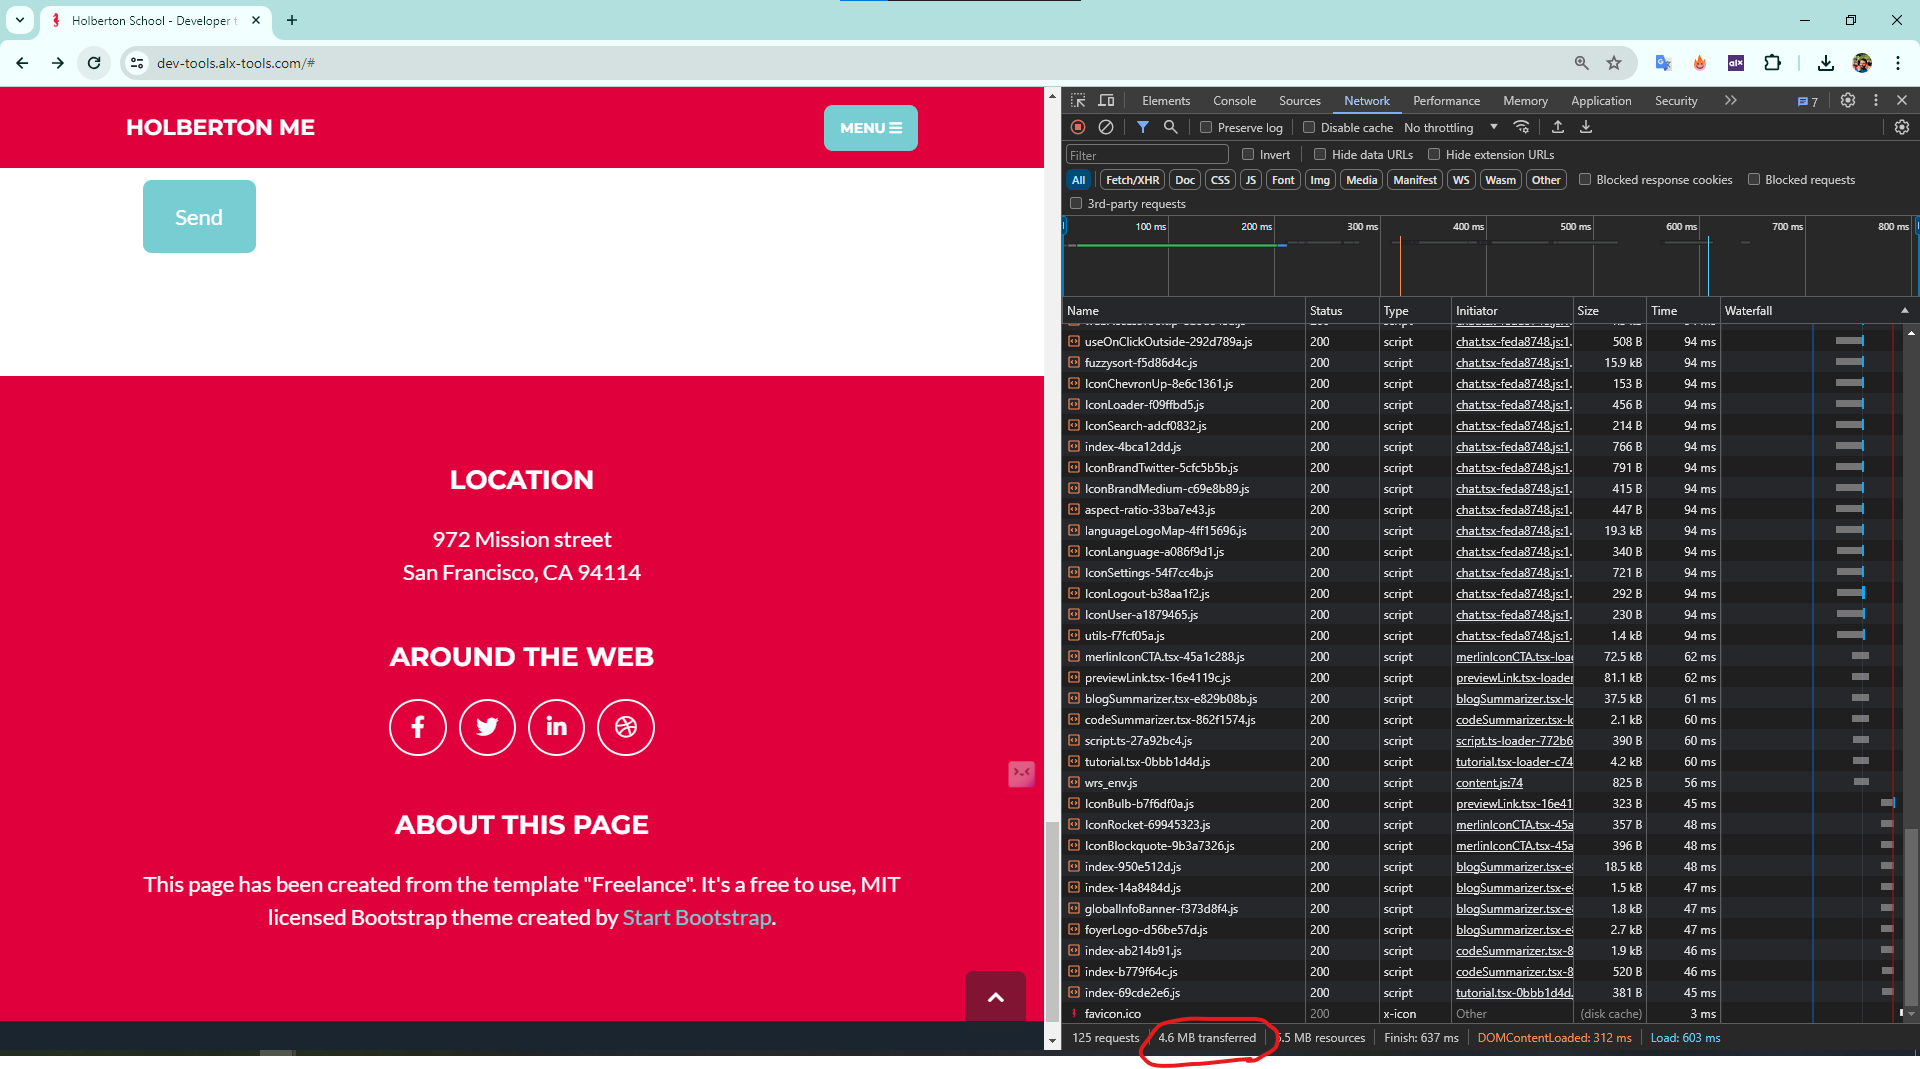 Holberton School - Developer t
dev-tools.alx-tools.com/#
HOLBERTON ME
MENU
Send
LOCATION
972 Mission street
San Francisco, CA 94114
AROUND THE WEB
ABOUT THIS PAGE
This page has been created from the template "Freelance". It's a free to use, MIT
licensed Bootstrap theme created by Start Bootstrap.
Elements Console Sources Network Performance Memory Application Security 7
Preserve log Disable cache No throttling
Filter Invert Hide data URLs Hide extension URLs
All Fetch/XHR Doc CSS JS Font Img Media Manifest WS Wasm Other Blocked response cookies Blocked requests
3rd-party requests
100 ms 200 ms 300 ms 400 ms 500 ms 600 ms 700 ms 800 ms
Name Status Type Initiator Size Time Waterfall
useOnClickOutside-292d789a.js 200 script chat.tsx-feda8748.js:1. 508 B 94 ms
fuzzysort-f5d86d4c.js 200 script chat.tsx-feda8748.js:1. 15.9 kB 94 ms
IconChevronUp-8e6c1361.js 200 script chat.tsx-feda8748.js:1. 153 B 94 ms
IconLoader-f09ffbd5.js 200 script chat.tsx-feda8748.js:1. 456 B 94 ms
IconSearch-adcf0832.js 200 script chat.tsx-feda8748.js:1. 214 B 94 ms
index-4bca12dd.js 200 script chat.tsx-feda8748.js:1. 766 B 94 ms
IconBrandTwitter-5cfc5b5b.js 200 script chat.tsx-feda8748.js:1. 791 B 94 ms
IconBrandMedium-c69e8b89.js 200 script chat.tsx-feda8748.js:1. 415 B 94 ms
aspect-ratio-33ba7e43.js 200 script chat.tsx-feda8748.js:1. 447 B 94 ms
languageLogoMap-4ff15696.js 200 script chat.tsx-feda8748.js:1. 19.3 kB 94 ms
IconLanguage-a086f9d1.js 200 script chat.tsx-feda8748.js:1. 340 B 94 ms
IconSettings-54f7cc4b.js 200 script chat.tsx-feda8748.js:1. 721 B 94 ms
IconLogout-b38aa1f2.js 200 script chat.tsx-feda8748.js:1. 292 B 94 ms
IconUser-a1879465.js 200 script chat.tsx-feda8748.js:1. 230 B 94 ms
utils-f7fcf05a.js 200 script chat.tsx-feda8748.js:1. 1.4 kB 94 ms
merlinIconCTA.tsx-45a1c288.js 200 script merlinIconCTA.tsx-load 72.5 kB 62 ms
previewLink.tsx-16e4119c.js 200 script previewLink.tsx-loader 81.1 kB 62 ms
blogSummarizer.tsx-e829b08b.js 200 script blogSummarizer.tsx-lo 37.5 kB 61 ms
codeSummarizer.tsx-862f1574.js 200 script codeSummarizer.tsx-lo 2.1 kB 60 ms
script.ts-27a92bc4.js 200 script script.ts-loader-772b6 390 B 60 ms
tutorial.tsx-0bbb1d4d.js 200 script tutorial.tsx-loader-c74 4.2 kB 60 ms
wrs_env.js 200 script content.js:74 825 B 56 ms
IconBulb-b7f6df0a.js 200 script previewLink.tsx-16e41 323 B 45 ms
IconRocket-69945323.js 200 script merlinIconCTA.tsx-45a 357 B 48 ms
IconBlockquote-9b3a7326.js 200 script merlinIconCTA.tsx-45a 396 B 48 ms
index-950e512d.js 200 script blogSummarizer.tsx-e8 18.5 kB 48 ms
index-14a8484d.js 200 script blogSummarizer.tsx-e8 1.5 kB 47 ms
globalInfoBanner-f373d8f4.js 200 script blogSummarizer.tsx-e8 1.8 kB 47 ms
foyerLogo-d56be57d.js 200 script blogSummarizer.tsx-e8 2.7 kB 47 ms
index-ab214b91.js 200 script codeSummarizer.tsx-8 1.9 kB 46 ms
index-b779f64c.js 200 script codeSummarizer.tsx-8 520 B 46 ms
index-69cde2e6.js 200 script tutorial.tsx-0bbb1d4d. 381 B 45 ms
favicon.ico 200 x-icon Other (disk cache) 3 ms
125 requests 4.6 MB transferred 5.5 MB resources Finish: 637 ms DOMContentLoaded: 312 ms Load: 603 ms